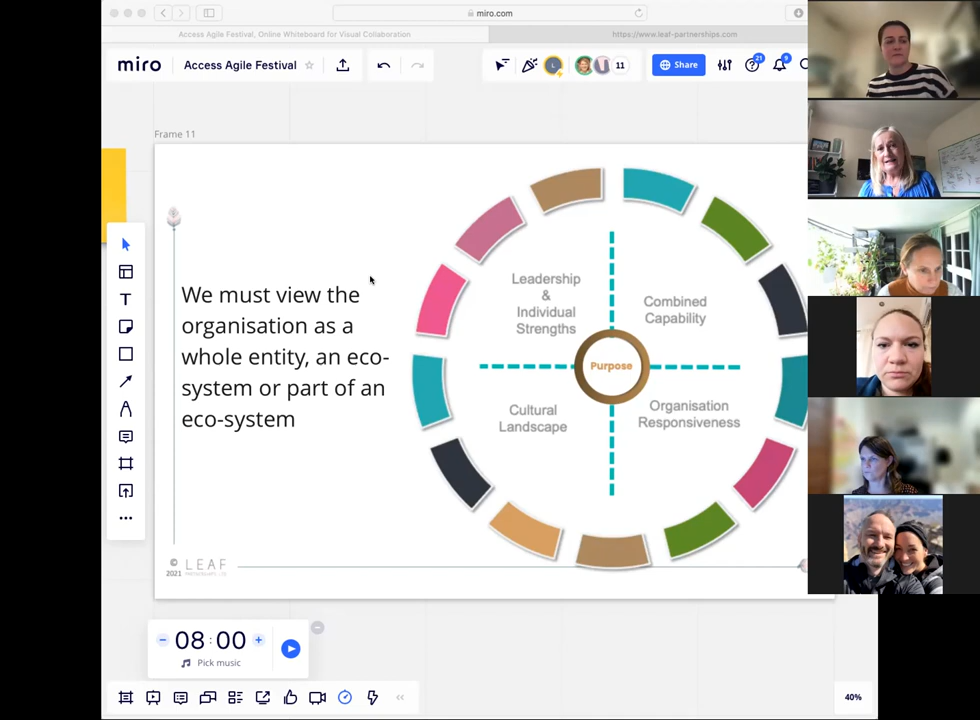 miro.com
Access Agile Festival, Online Whiteboard for Visual Collaboration
https://www.leaf-partnerships.com
miro
Access Agile Festival
L
11
Share
21
9
Frame 11
We must view the
organisation as a
whole entity, an eco-
system or part of an
eco-system
Leadership
&
Individual
Strengths
Combined
Capability
Purpose
Cultural
Landscape
Organisation
Responsiveness
©
2021
LEAF
08 : 00
Pick music
40%